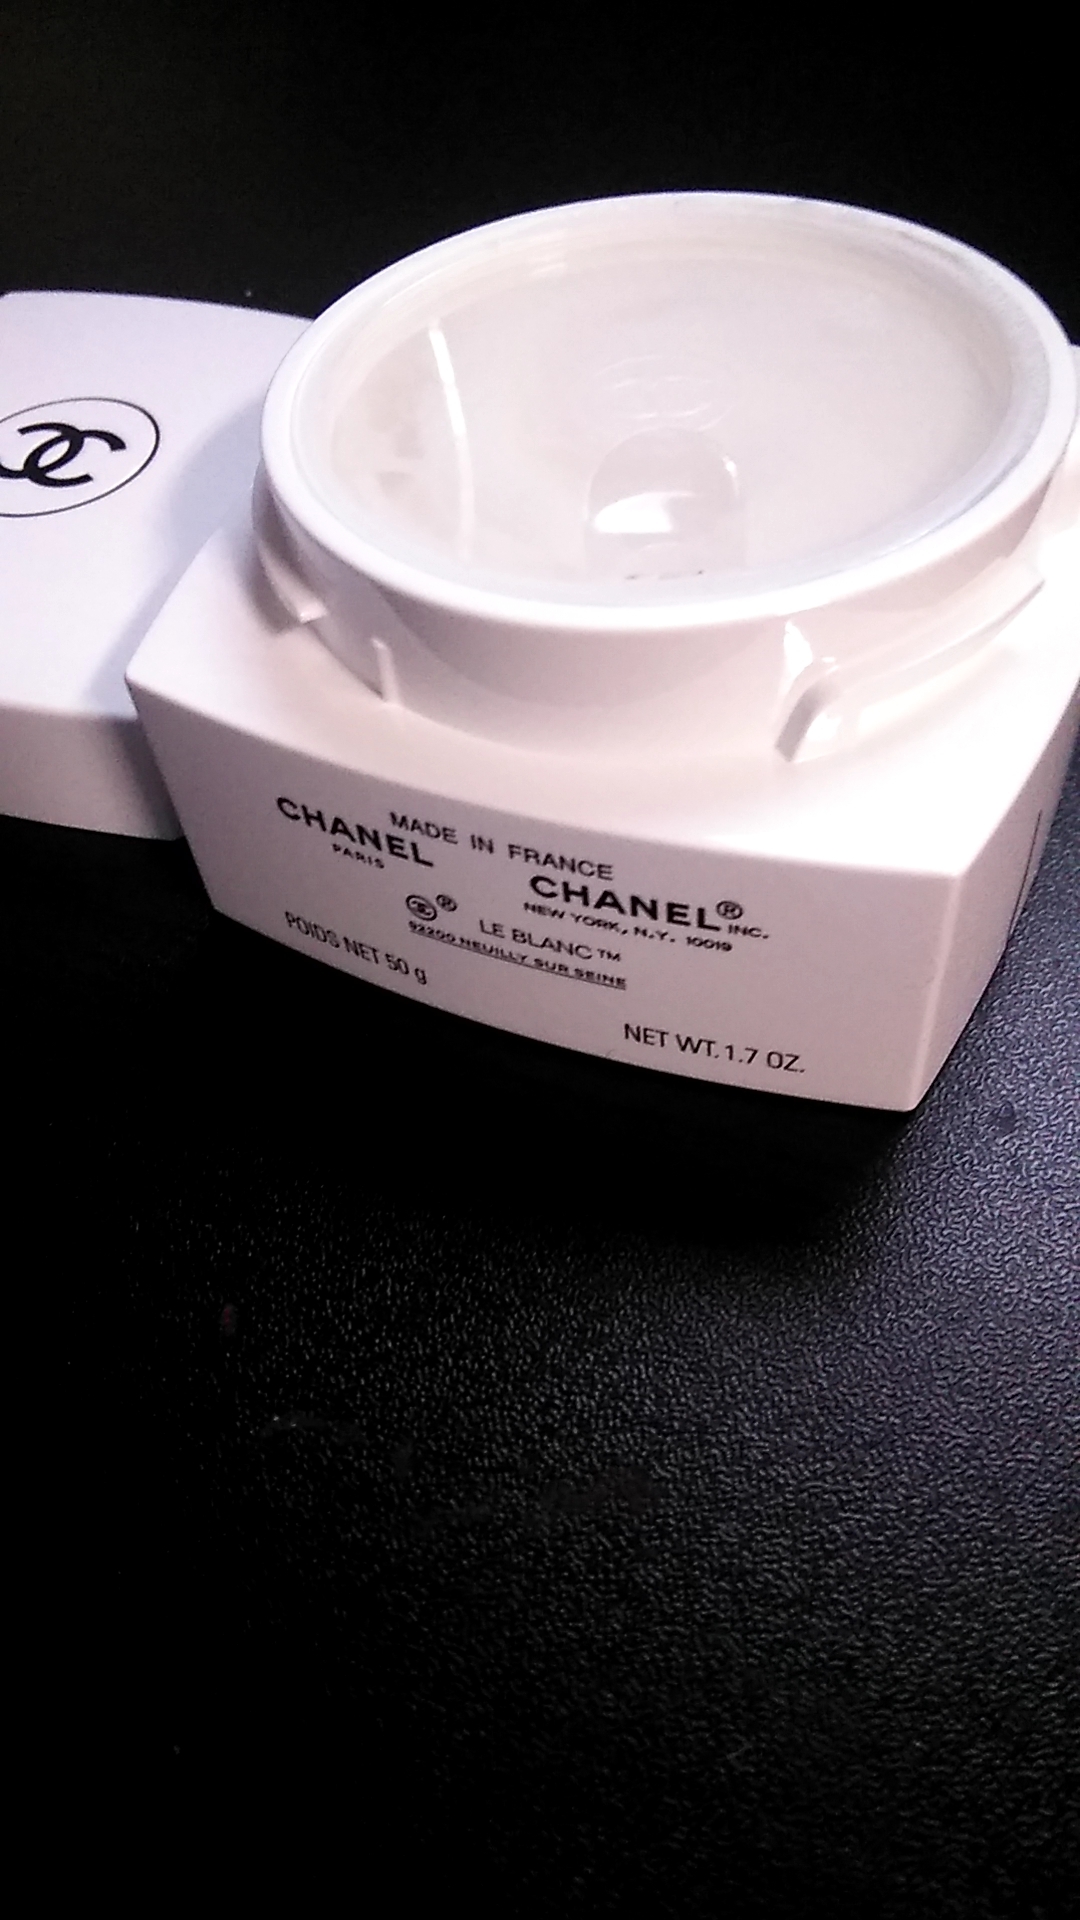 MADE IN FRANCE
CHANEL
PARIS
CHANEL® INC.
NEW YORK, N.Y. 10019
® LE BLANC™
92200 NEUILLY SUR SEINE
POIDS NET 50 g
NET WT. 1.7 OZ.